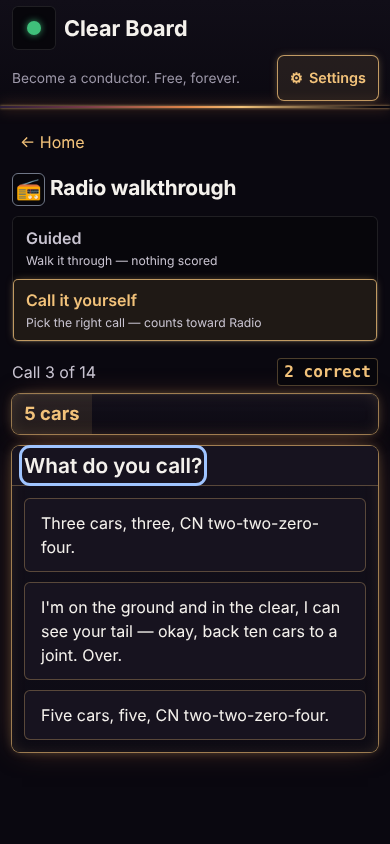 Clear Board
Become a conductor. Free, forever.
⚙ Settings
← Home
📻 Radio walkthrough
Guided
Walk it through — nothing scored
Call it yourself
Pick the right call — counts toward Radio
Call 3 of 14
2 correct
5 cars
What do you call?
Three cars, three, CN two-two-zero-
four.
I'm on the ground and in the clear, I can
see your tail — okay, back ten cars to a
joint. Over.
Five cars, five, CN two-two-zero-four.